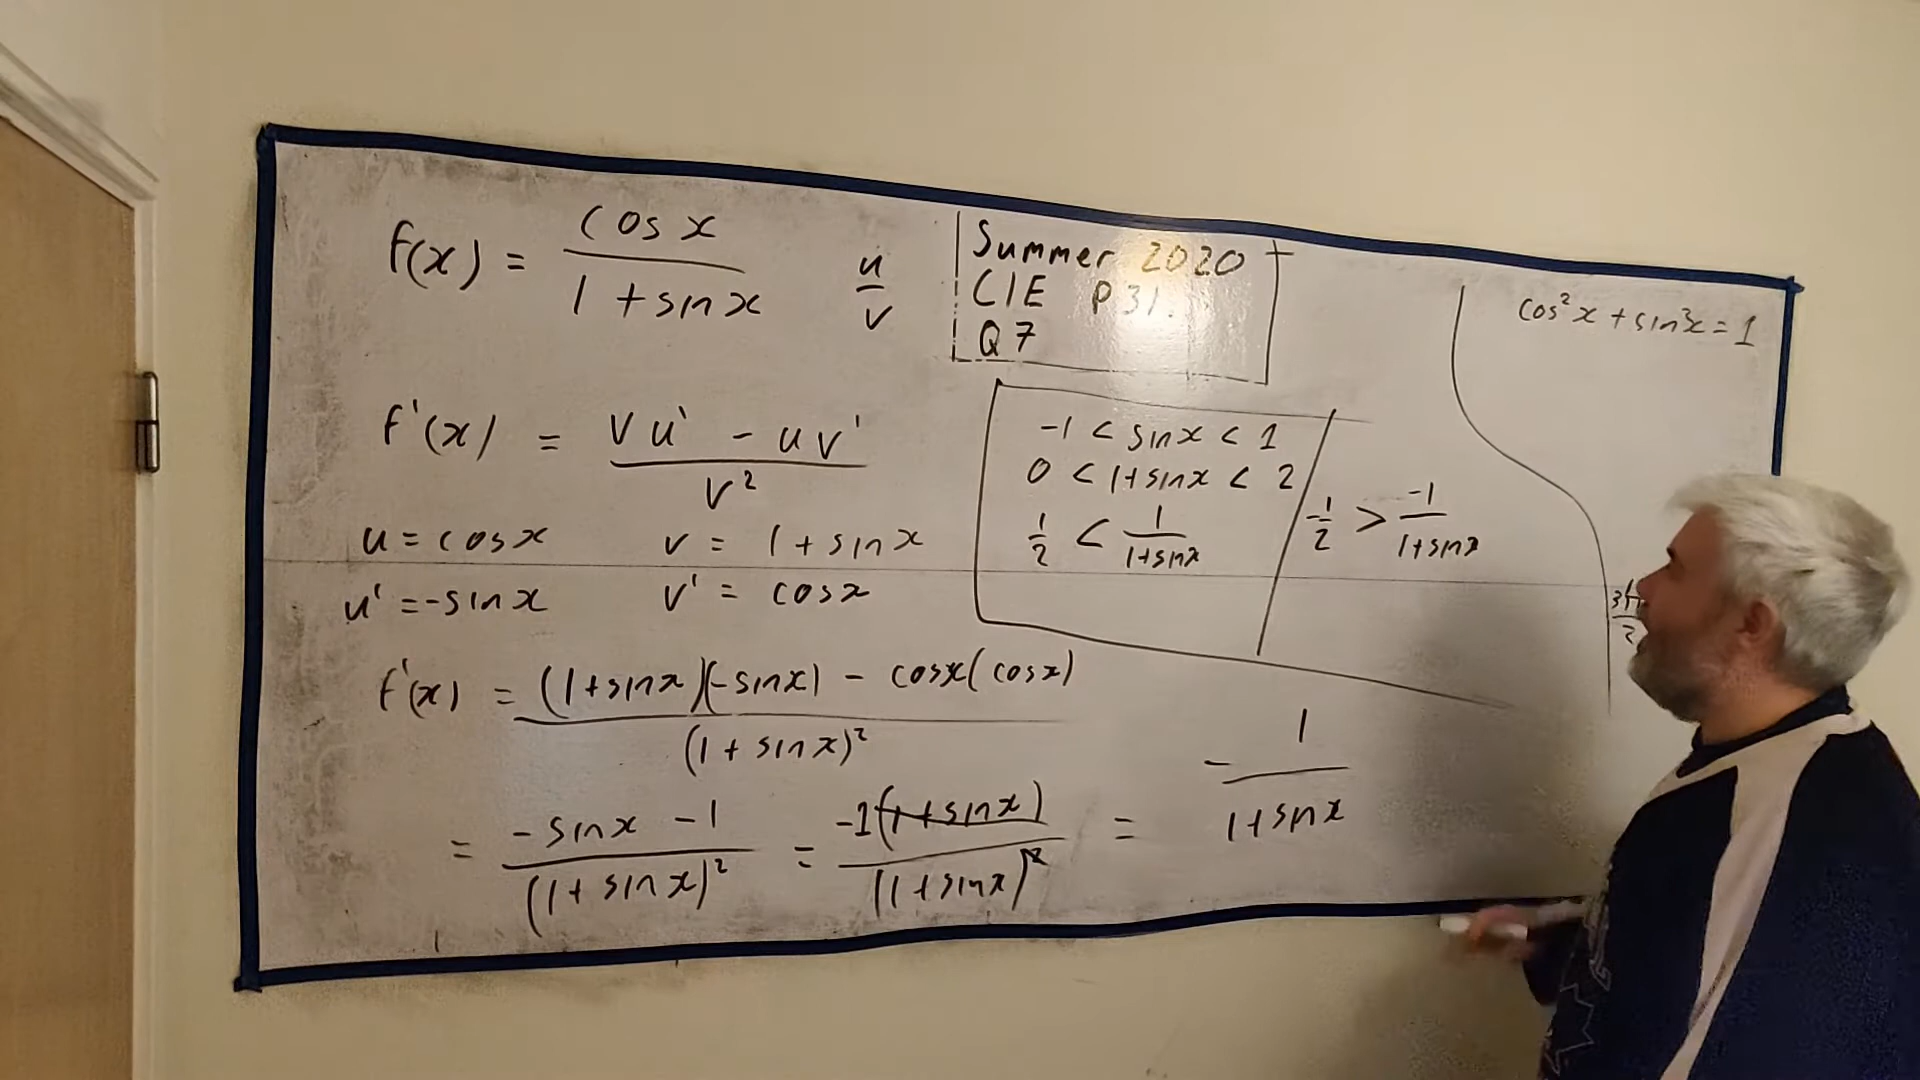 f(x) = cos x / 1 + sin x
u / v
Summer 2020
CIE P31.
Q7
cos²x + sin²x = 1
f'(x) = vu' - uv' / v²
u = cos x v = 1 + sin x
u' = -sin x v' = cos x
-1 < sin x < 1
0 < 1+sin x < 2
1/2 < 1/1+sin x
-1/2 > -1/1+sin x
f'(x) = (1+sin x)(-sin x) - cos x(cos x) / (1 + sin x)²
= -sin x - 1 / (1 + sin x)² = -1(1+sin x) / (1+sin x)² = - 1 / 1+sin x